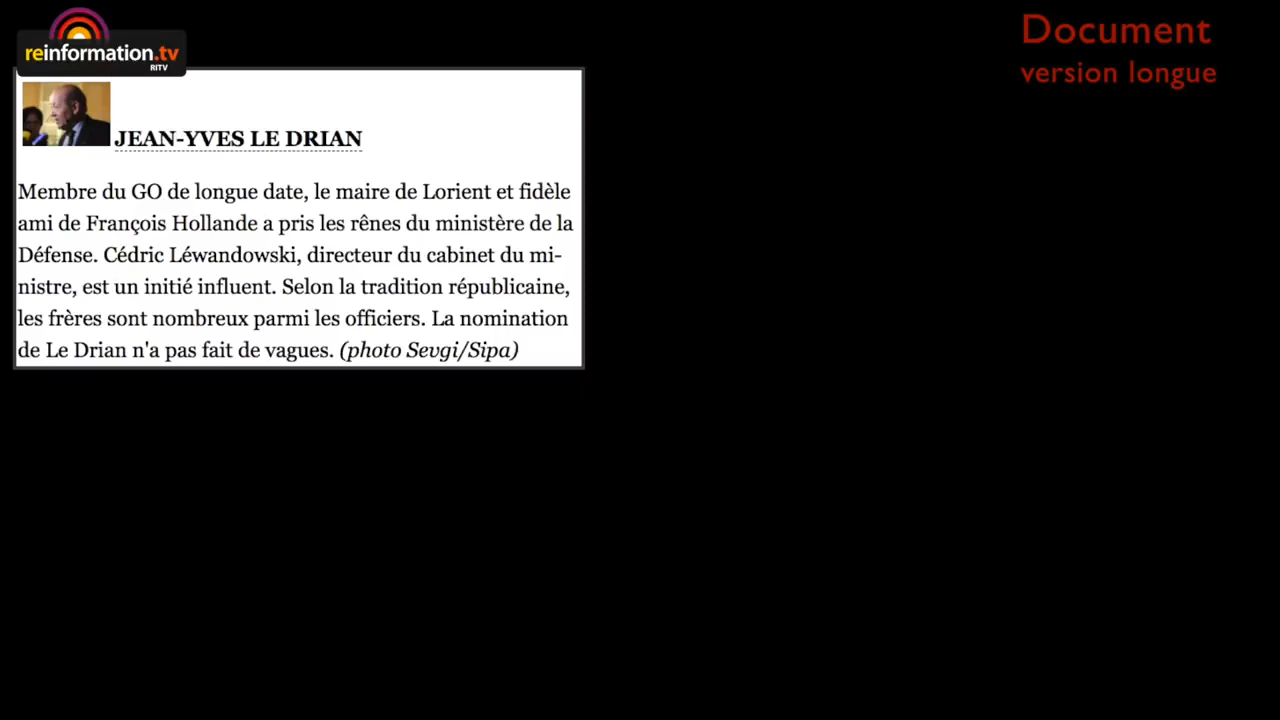 reinformation.tv
RITV
Document
version longue
JEAN-YVES LE DRIAN
Membre du GO de longue date, le maire de Lorient et fidèle
ami de François Hollande a pris les rênes du ministère de la
Défense. Cédric Léwandowski, directeur du cabinet du mi-
nistre, est un initié influent. Selon la tradition républicaine,
les frères sont nombreux parmi les officiers. La nomination
de Le Drian n'a pas fait de vagues. (photo Sevgi/Sipa)